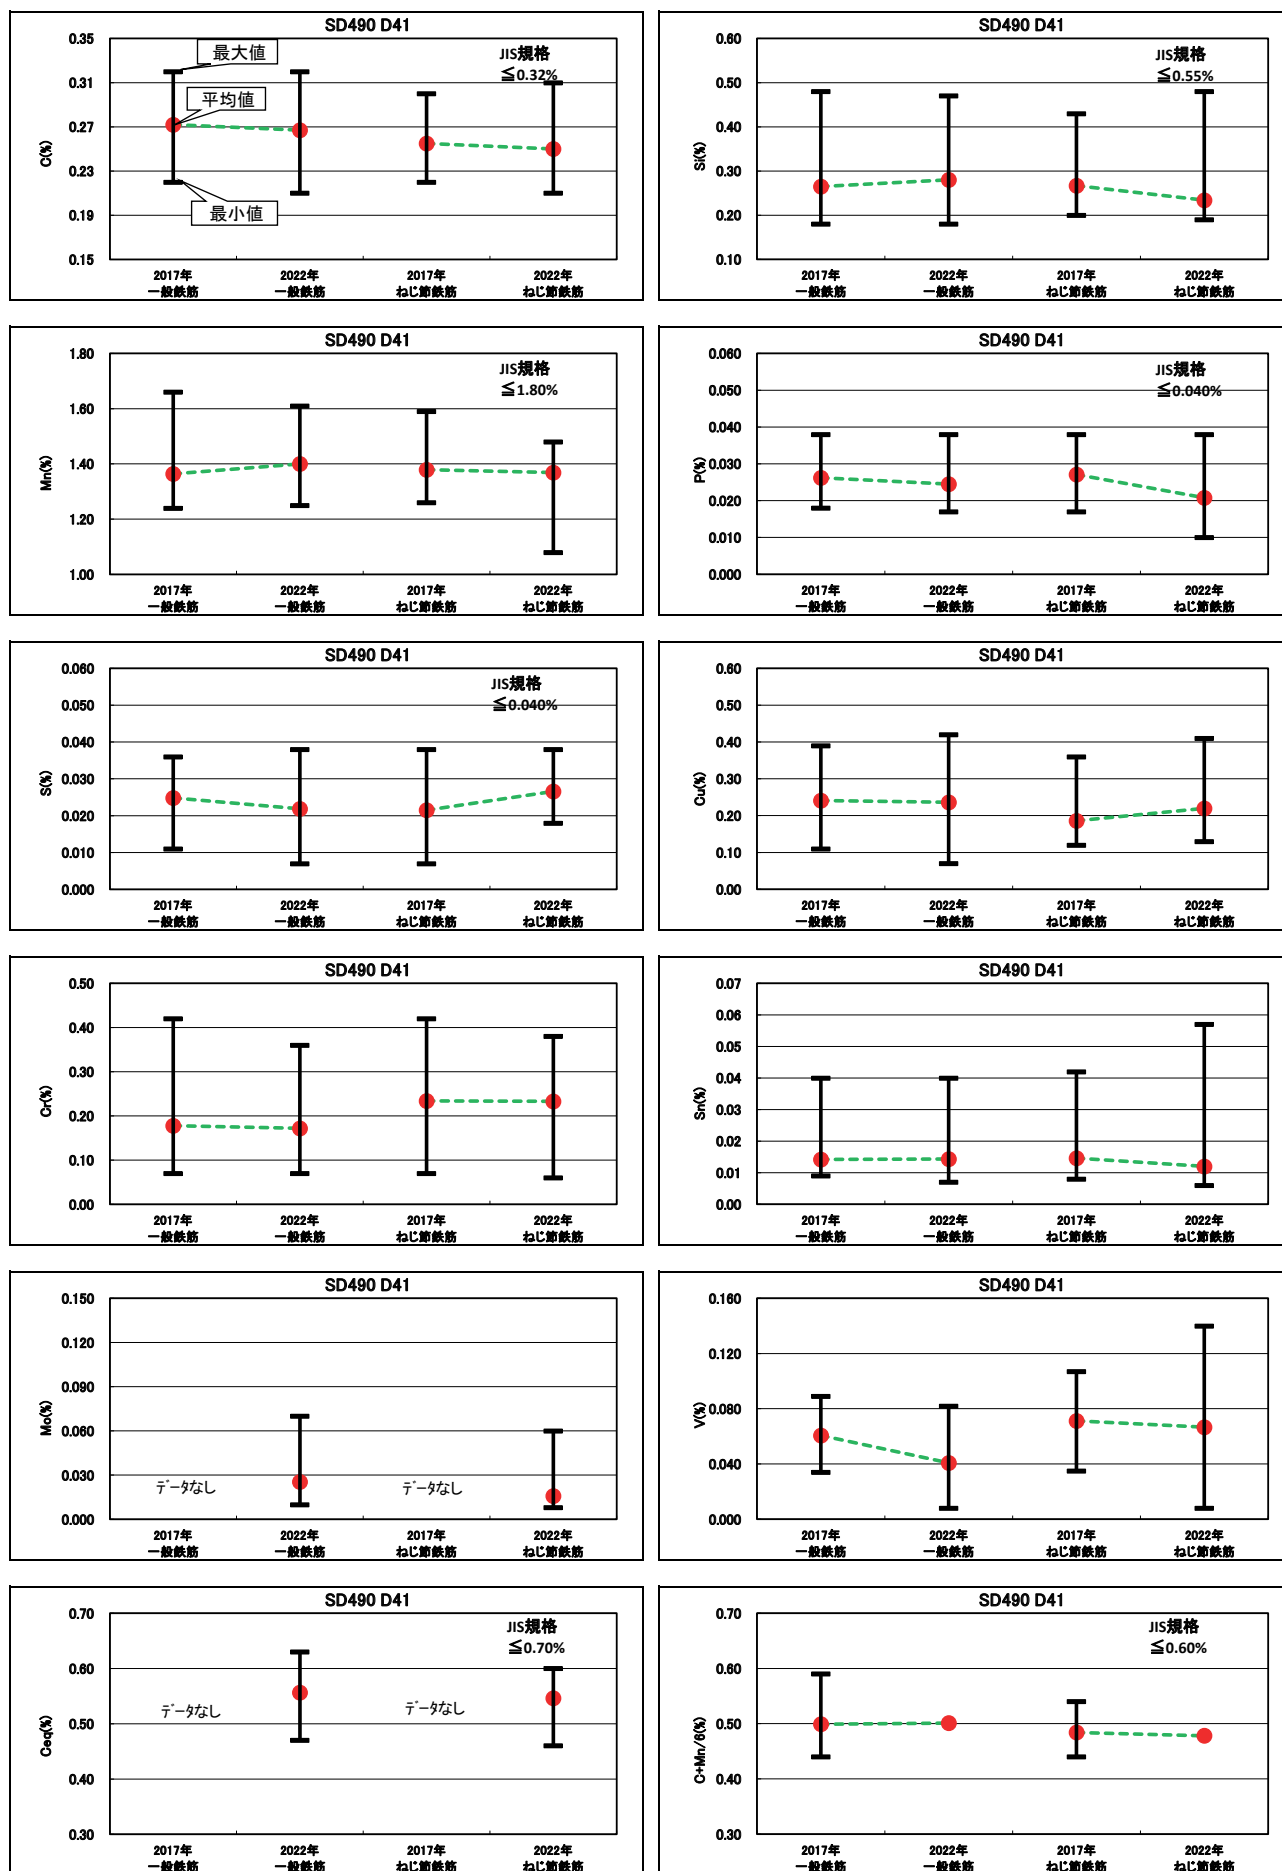 SD490 D41
JIS規格
≦0.32%
最大値
平均値
最小値
C(%)
0.35
0.31
0.27
0.23
0.19
0.15
2017年
一般鉄筋
2022年
一般鉄筋
2017年
ねじ節鉄筋
2022年
ねじ節鉄筋
SD490 D41
JIS規格
≦0.55%
Si(%)
0.60
0.50
0.40
0.30
0.20
0.10
2017年
一般鉄筋
2022年
一般鉄筋
2017年
ねじ節鉄筋
2022年
ねじ節鉄筋
SD490 D41
JIS規格
≦1.80%
Mn(%)
1.80
1.60
1.40
1.20
1.00
2017年
一般鉄筋
2022年
一般鉄筋
2017年
ねじ節鉄筋
2022年
ねじ節鉄筋
SD490 D41
JIS規格
≦0.040%
P(%)
0.060
0.050
0.040
0.030
0.020
0.010
0.000
2017年
一般鉄筋
2022年
一般鉄筋
2017年
ねじ節鉄筋
2022年
ねじ節鉄筋
SD490 D41
JIS規格
≦0.040%
S(%)
0.060
0.050
0.040
0.030
0.020
0.010
0.000
2017年
一般鉄筋
2022年
一般鉄筋
2017年
ねじ節鉄筋
2022年
ねじ節鉄筋
SD490 D41
Cu(%)
0.60
0.50
0.40
0.30
0.20
0.10
0.00
2017年
一般鉄筋
2022年
一般鉄筋
2017年
ねじ節鉄筋
2022年
ねじ節鉄筋
SD490 D41
Cr(%)
0.50
0.40
0.30
0.20
0.10
0.00
2017年
一般鉄筋
2022年
一般鉄筋
2017年
ねじ節鉄筋
2022年
ねじ節鉄筋
SD490 D41
Sn(%)
0.07
0.06
0.05
0.04
0.03
0.02
0.01
0.00
2017年
一般鉄筋
2022年
一般鉄筋
2017年
ねじ節鉄筋
2022年
ねじ節鉄筋
SD490 D41
Mo(%)
0.150
0.120
0.090
0.060
0.030
0.000
データなし
データなし
2017年
一般鉄筋
2022年
一般鉄筋
2017年
ねじ節鉄筋
2022年
ねじ節鉄筋
SD490 D41
V(%)
0.160
0.120
0.080
0.040
0.000
2017年
一般鉄筋
2022年
一般鉄筋
2017年
ねじ節鉄筋
2022年
ねじ節鉄筋
SD490 D41
JIS規格
≦0.70%
Ceq(%)
0.70
0.60
0.50
0.40
0.30
データなし
データなし
2017年
一般鉄筋
2022年
一般鉄筋
2017年
ねじ節鉄筋
2022年
ねじ節鉄筋
SD490 D41
JIS規格
≦0.60%
C+Mn/6(%)
0.70
0.60
0.50
0.40
0.30
2017年
一般鉄筋
2022年
一般鉄筋
2017年
ねじ節鉄筋
2022年
ねじ節鉄筋